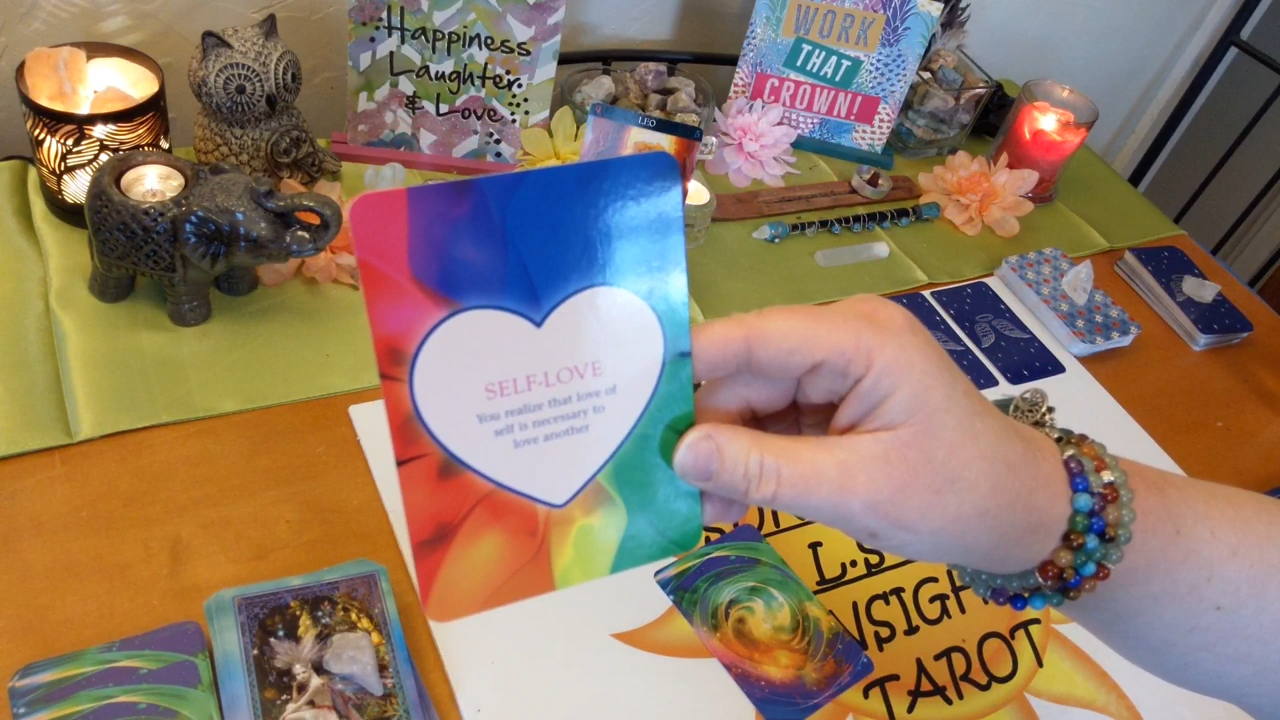 Happiness
Laughter
& Love
WORK
THAT
CROWN!
LEO
SELF-LOVE
You realize that love of
self is necessary to
love another
L.S
TAROT